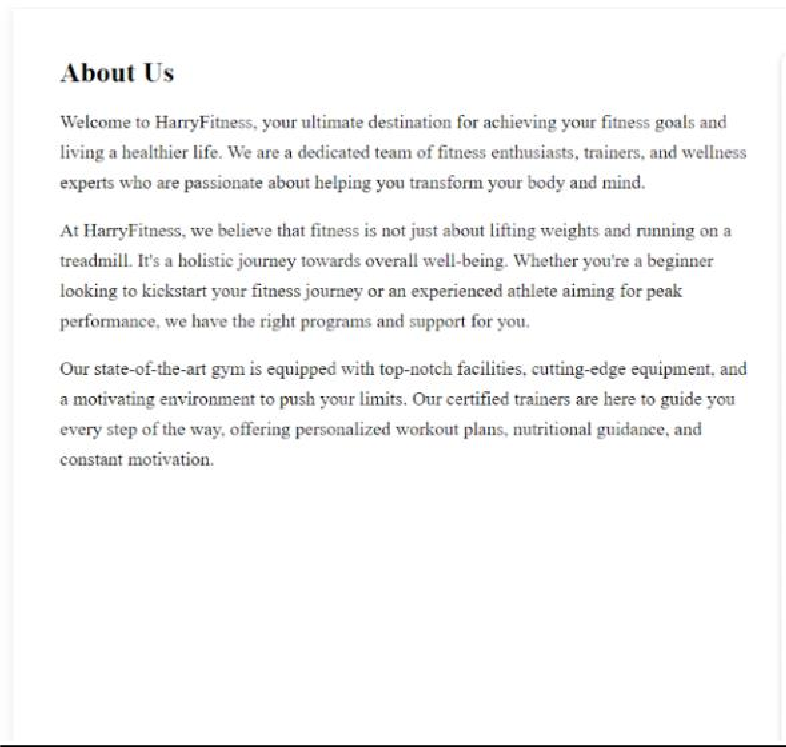 About Us
Welcome to HarryFitness, your ultimate destination for achieving your fitness goals and
living a healthier life. We are a dedicated team of fitness enthusiasts, trainers, and wellness
experts who are passionate about helping you transform your body and mind.
At HarryFitness, we believe that fitness is not just about lifting weights and running on a
treadmill. It's a holistic journey towards overall well-being. Whether you're a beginner
looking to kickstart your fitness journey or an experienced athlete aiming for peak
performance, we have the right programs and support for you.
Our state-of-the-art gym is equipped with top-notch facilities, cutting-edge equipment, and
a motivating environment to push your limits. Our certified trainers are here to guide you
every step of the way, offering personalized workout plans, nutritional guidance, and
constant motivation.